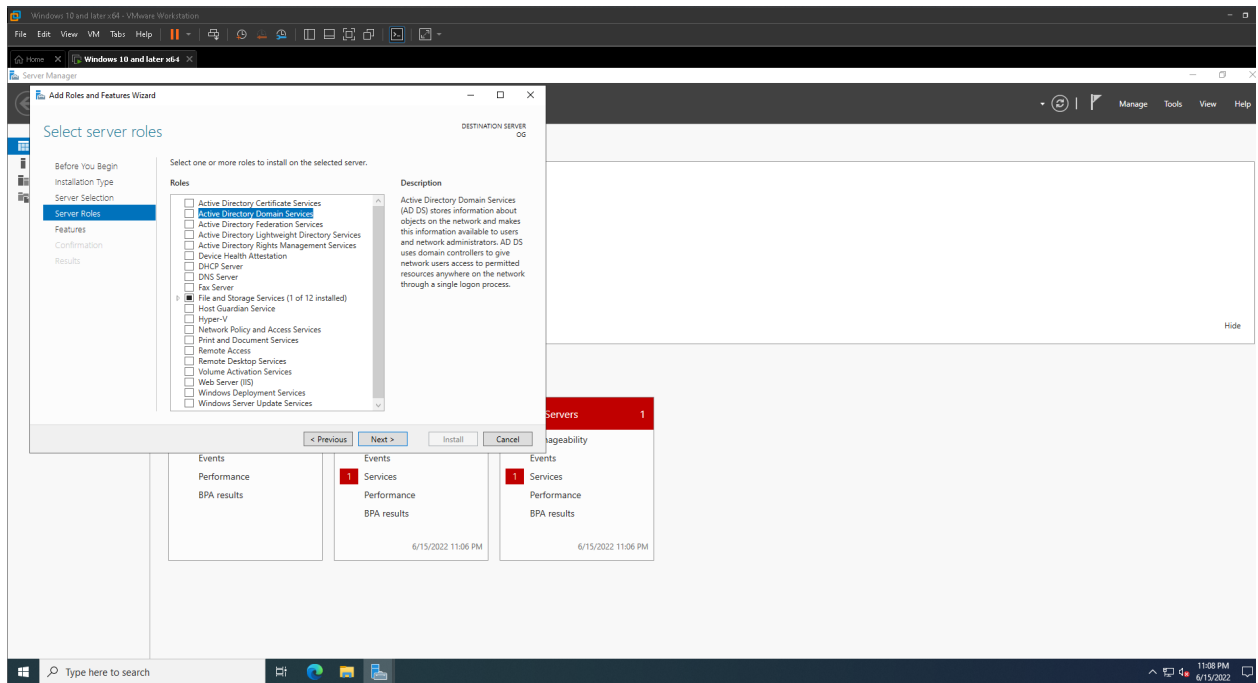 Windows 10 and later x64 - VMware Workstation
File Edit View VM Tabs Help
Home
Windows 10 and later x64
Server Manager
Manage Tools View Help
Add Roles and Features Wizard
Select server roles
DESTINATION SERVER
OG
Before You Begin
Installation Type
Server Selection
Server Roles
Features
Confirmation
Results
Select one or more roles to install on the selected server.
Roles
Active Directory Certificate Services
Active Directory Domain Services
Active Directory Federation Services
Active Directory Lightweight Directory Services
Active Directory Rights Management Services
Device Health Attestation
DHCP Server
DNS Server
Fax Server
File and Storage Services (1 of 12 installed)
Host Guardian Service
Hyper-V
Network Policy and Access Services
Print and Document Services
Remote Access
Remote Desktop Services
Volume Activation Services
Web Server (IIS)
Windows Deployment Services
Windows Server Update Services
Description
Active Directory Domain Services
(AD DS) stores information about
objects on the network and makes
this information available to users
and network administrators. AD DS
uses domain controllers to give
network users access to permitted
resources anywhere on the network
through a single logon process.
< Previous Next > Install Cancel
Hide
Servers 1
nageability
Events
Performance
BPA results
Events
1 Services
Performance
BPA results
6/15/2022 11:06 PM
Events
1 Services
Performance
BPA results
6/15/2022 11:06 PM
Type here to search
11:08 PM
6/15/2022